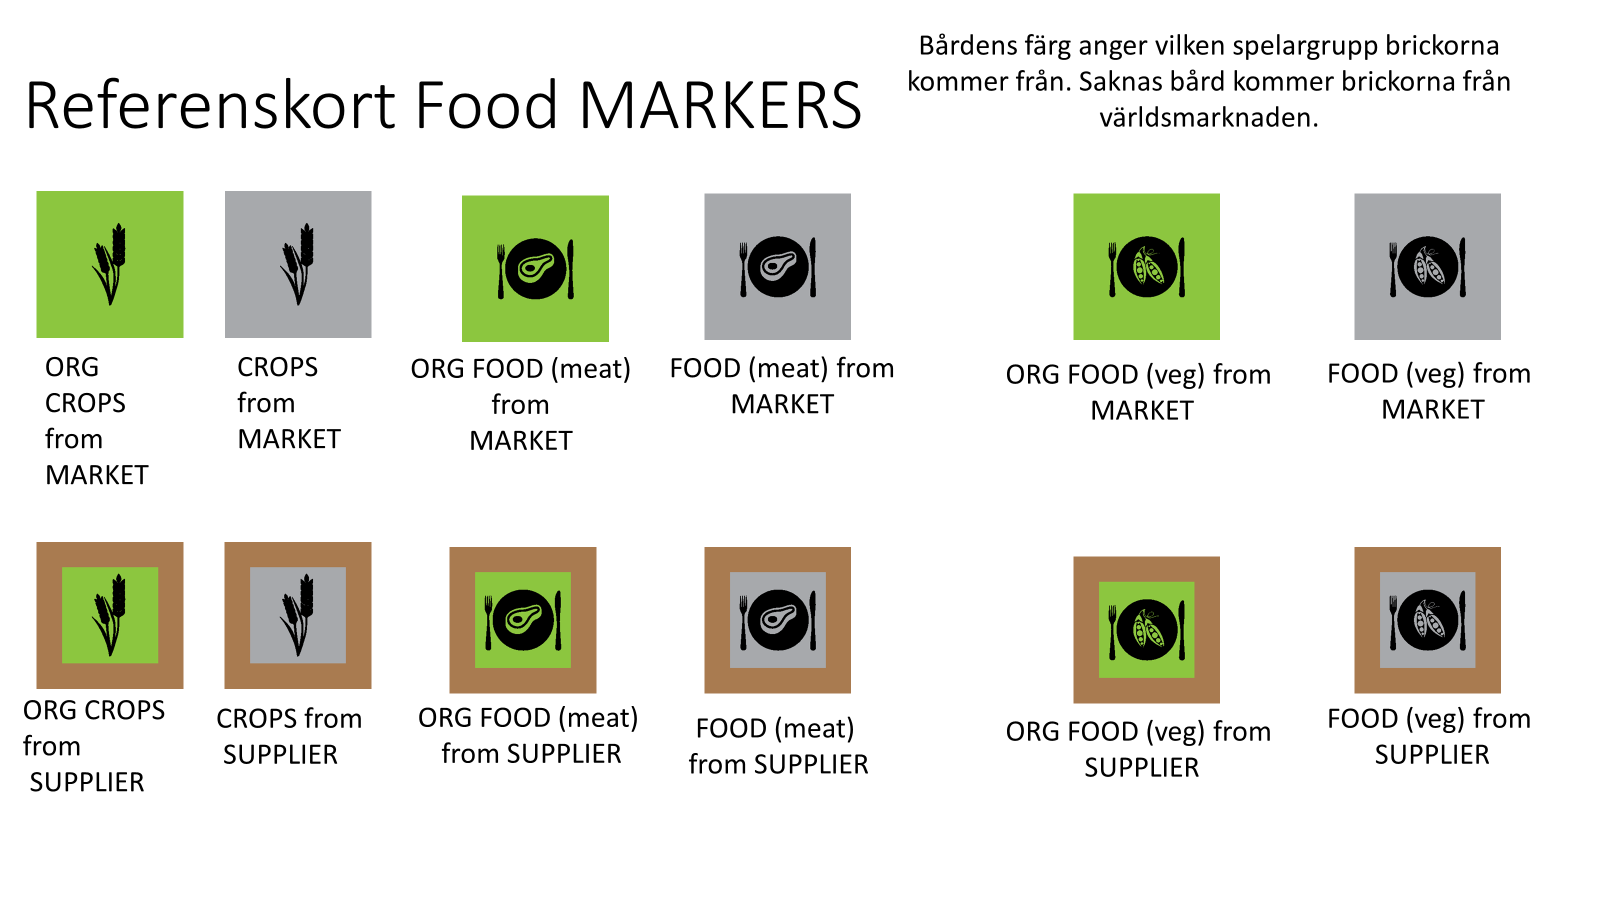 Referenskort Food MARKERS
Bårdens färg anger vilken spelargrupp brickorna
kommer från. Saknas bård kommer brickorna från
världsmarknaden.
ORG
CROPS
from
MARKET
CROPS
from
MARKET
ORG FOOD (meat)
from
MARKET
FOOD (meat) from
MARKET
ORG FOOD (veg) from
MARKET
FOOD (veg) from
MARKET
ORG CROPS
from
SUPPLIER
CROPS from
SUPPLIER
ORG FOOD (meat)
from SUPPLIER
FOOD (meat)
from SUPPLIER
ORG FOOD (veg) from
SUPPLIER
FOOD (veg) from
SUPPLIER